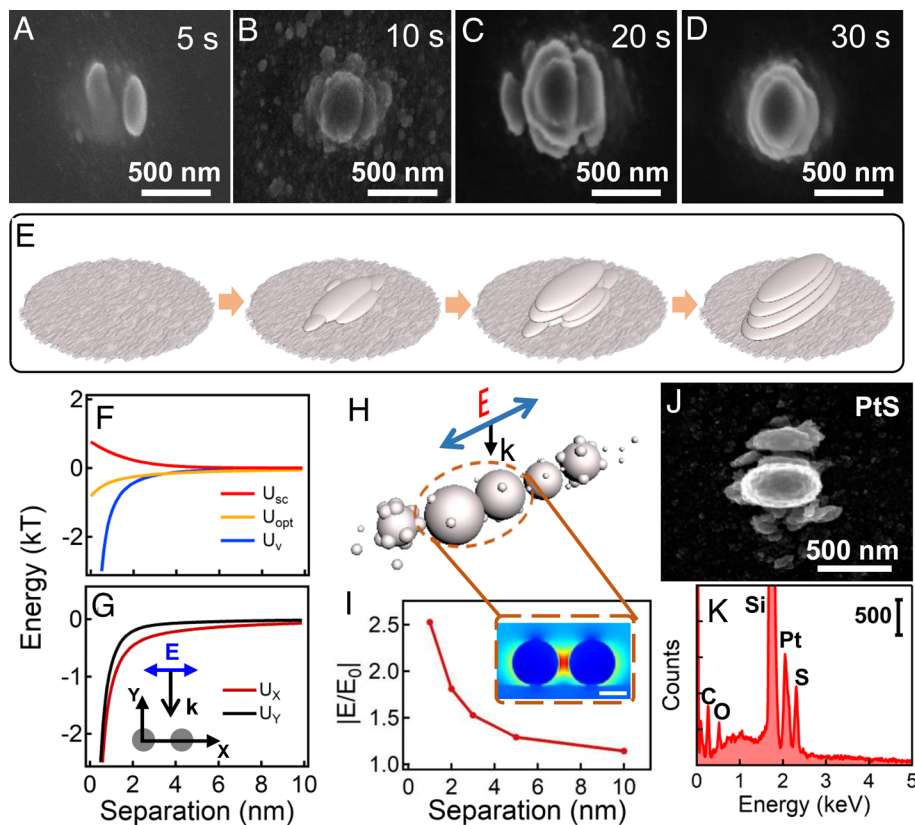 A
5 s
500 nm
B
10 s
500 nm
C
20 s
500 nm
D
30 s
500 nm
E
F
2
0
-2
Energy (kT)
U_sc
U_opt
U_v
G
0
-1
-2
E
k
Y
X
U_X
U_Y
0 2 4 6 8 10
Separation (nm)
H
E
k
I
2.5
2.0
1.5
1.0
|E/E_0|
0 2 4 6 8 10
Separation (nm)
J
PtS
500 nm
K
500
Si
Pt
S
C
O
Counts
0 1 2 3 4 5
Energy (keV)